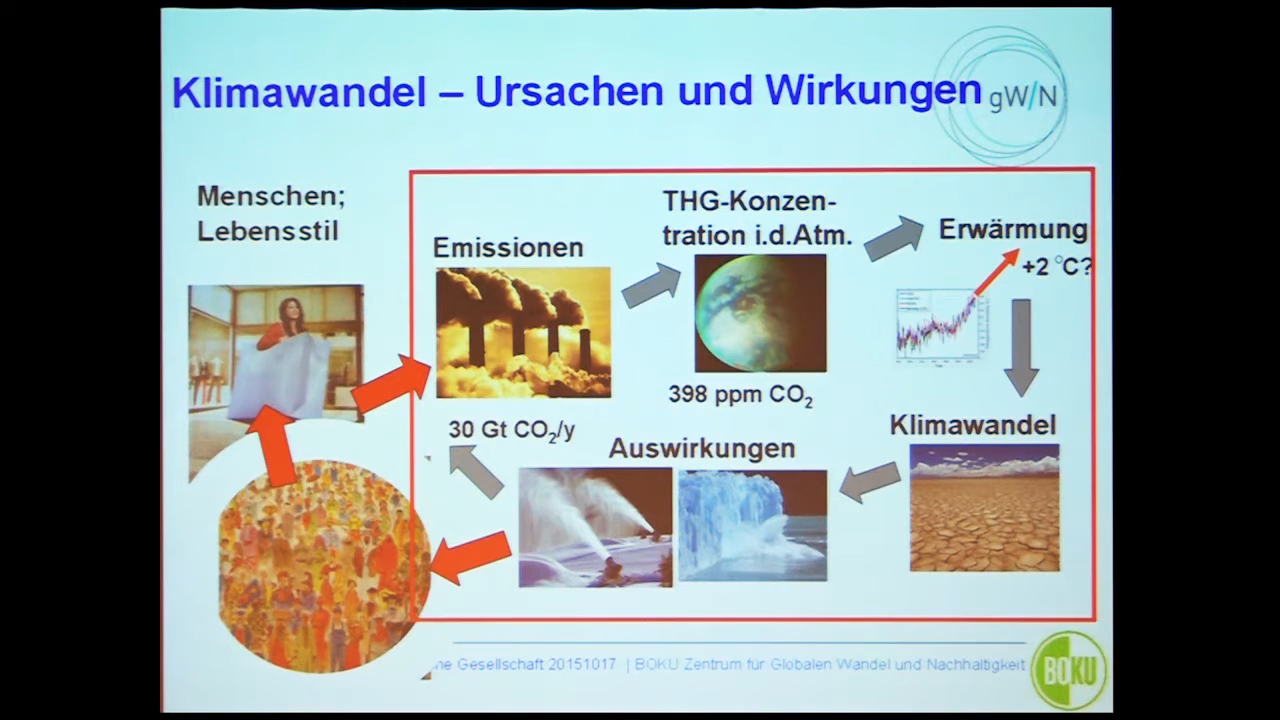 Klimawandel – Ursachen und Wirkungen
gW/N
Menschen;
Lebensstil
Emissionen
THG-Konzen-
tration i.d.Atm.
Erwärmung
+2 °C?
398 ppm CO₂
30 Gt CO₂/y
Klimawandel
Auswirkungen
Gesellschaft 20151017 | BOKU Zentrum für Globalen Wandel und Nachhaltigkeit
BOKU